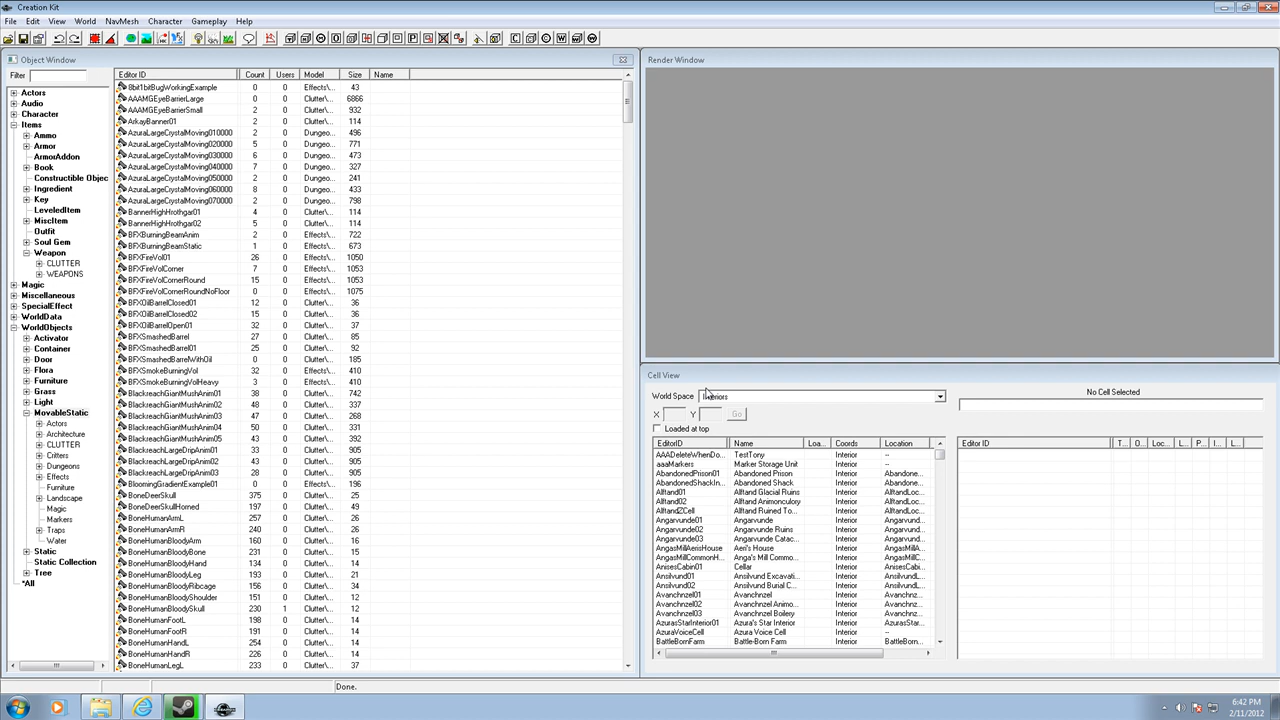 Creation Kit
File Edit View World NavMesh Character Gameplay Help
Object Window
Filter
Actors
Audio
Character
Items
Ammo
Armor
ArmorAddon
Book
Constructible Objec
Ingredient
Key
LeveledItem
MiscItem
Outfit
Soul Gem
Weapon
CLUTTER
WEAPONS
Magic
Miscellaneous
SpecialEffect
WorldData
WorldObjects
Activator
Container
Door
Flora
Furniture
Grass
Light
MovableStatic
Actors
Architecture
CLUTTER
Critters
Dungeons
Effects
Furniture
Landscape
Magic
Markers
Traps
Water
Static
Static Collection
Tree
*All
Editor ID Count Users Model Size Name
8bit1bitBugWorkingExample 0 0 Effects\... 43
AAAMGEyeBarrierLarge 0 0 Clutter\... 6866
AAAMGEyeBarrierSmall 2 0 Clutter\... 932
ArkayBanner01 2 0 Clutter\... 114
AzuraLargeCrystalMoving010000 2 0 Dungeo... 496
AzuraLargeCrystalMoving020000 5 0 Dungeo... 771
AzuraLargeCrystalMoving030000 6 0 Dungeo... 473
AzuraLargeCrystalMoving040000 7 0 Dungeo... 327
AzuraLargeCrystalMoving050000 2 0 Dungeo... 241
AzuraLargeCrystalMoving060000 8 0 Dungeo... 433
AzuraLargeCrystalMoving070000 2 0 Dungeo... 798
BannerHighHrothgar01 4 0 Clutter\... 114
BannerHighHrothgar02 5 0 Clutter\... 114
BFXBurningBeamAnim 2 0 Effects\... 722
BFXBurningBeamStatic 1 0 Effects\... 673
BFXFireVol01 26 0 Effects\... 1050
BFXFireVolCorner 7 0 Effects\... 1053
BFXFireVolCornerRound 15 0 Effects\... 1053
BFXFireVolCornerRoundNoFloor 0 0 Effects\... 1075
BFXOilBarrelClosed01 12 0 Clutter\... 36
BFXOilBarrelClosed02 15 0 Clutter\... 36
BFXOilBarrelOpen01 32 0 Clutter\... 37
BFXSmashedBarrel 27 0 Clutter\... 85
BFXSmashedBarrel01 25 0 Clutter\... 92
BFXSmashedBarrelWithOil 0 0 Clutter\... 185
BFXSmokeBurningVol 32 0 Effects\... 410
BFXSmokeBurningVolHeavy 3 0 Effects\... 410
BlackreachGiantMushAnim01 38 0 Clutter\... 742
BlackreachGiantMushAnim02 48 0 Clutter\... 337
BlackreachGiantMushAnim03 47 0 Clutter\... 268
BlackreachGiantMushAnim04 50 0 Clutter\... 331
BlackreachGiantMushAnim05 43 0 Clutter\... 392
BlackreachLargeDripAnim01 33 0 Clutter\... 905
BlackreachLargeDripAnim02 43 0 Clutter\... 905
BlackreachLargeDripAnim03 28 0 Clutter\... 905
BloomingGradientExample01 0 0 Effects\... 196
BoneDeerSkull 375 0 Clutter\... 25
BoneDeerSkullHorned 197 0 Clutter\... 49
BoneHumanArmL 257 0 Clutter\... 26
BoneHumanArmR 240 0 Clutter\... 26
BoneHumanBloodyArm 160 0 Clutter\... 16
BoneHumanBloodyBone 231 0 Clutter\... 15
BoneHumanBloodyHand 134 0 Clutter\... 14
BoneHumanBloodyLeg 193 0 Clutter\... 21
BoneHumanBloodyRibcage 156 0 Clutter\... 34
BoneHumanBloodyShoulder 151 0 Clutter\... 12
BoneHumanBloodySkull 230 1 Clutter\... 12
BoneHumanFootL 198 0 Clutter\... 14
BoneHumanFootR 191 0 Clutter\... 14
BoneHumanHandL 254 0 Clutter\... 14
BoneHumanHandR 226 0 Clutter\... 14
BoneHumanLegL 233 0 Clutter\... 37
Render Window
Cell View
World Space Interiors
X Y Go
Loaded at top
No Cell Selected
EditorID Name Loa... Coords Location
AAADeleteWhenDo... TestTony Interior --
aaaMarkers Marker Storage Unit Interior --
AbandonedPrison01 Abandoned Prison Interior Abandone...
AbandonedShackIn... Abandoned Shack Interior Abandone...
Alftand01 Alftand Glacial Ruins Interior AlftandLoc...
Alftand02 Alftand Animonculory Interior AlftandLoc...
AlftandZCell Alftand Ruined To... Interior AlftandLoc...
Angarvunde01 Angarvunde Interior Angarvund...
Angarvunde02 Angarvunde Ruins Interior Angarvund...
Angarvunde03 Angarvunde Catac... Interior Angarvund...
AngasMillAerisHouse Aeri's House Interior AngasMillA...
AngasMillCommonH... Anga's Mill Commo... Interior AngasMillC...
AnisesCabin01 Cellar Interior AnisesCa...
Ansilvund01 Ansilvund Excavati... Interior AnsilvundL...
Ansilvund02 Ansilvund Burial C... Interior AnsilvundL...
Avanchnzel01 Avanchnzel Interior Avanchnz...
Avanchnzel02 Avanchnzel Animo... Interior Avanchnz...
Avanchnzel03 Avanchnzel Boilery Interior Avanchnz...
AzurasStarInterior01 Azura's Star Interior Interior AzurasStar...
AzuraVoiceCell Azura Voice Cell Interior --
BattleBornFarm Battle-Born Farm Interior BattleBorn...
Editor ID T... O... Loc... L... P... I... L...
Done.
6:42 PM
2/11/2012